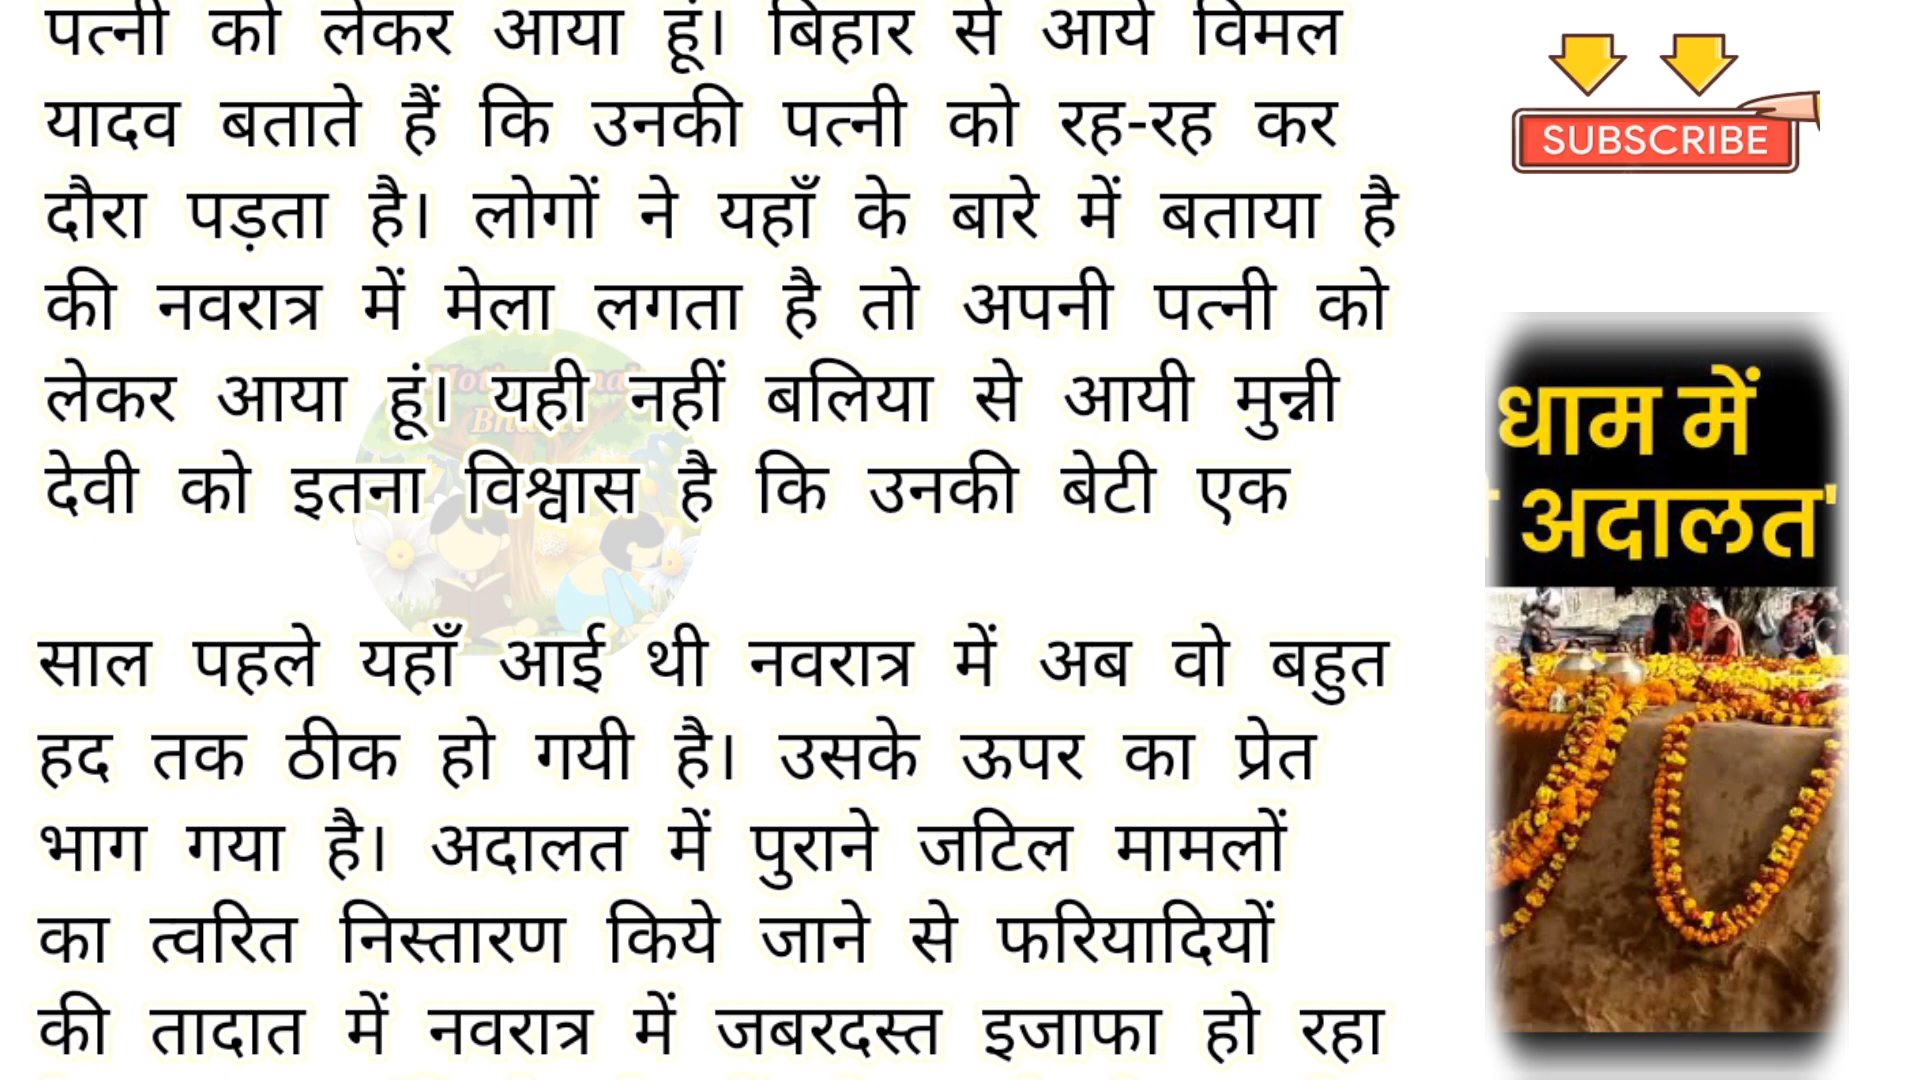 पत्नी को लेकर आया हूं। बिहार से आये विमल
यादव बताते हैं कि उनकी पत्नी को रह-रह कर
दौरा पड़ता है। लोगों ने यहाँ के बारे में बताया है
की नवरात्र में मेला लगता है तो अपनी पत्नी को
लेकर आया हूं। यही नहीं बलिया से आयी मुन्नी
देवी को इतना विश्वास है कि उनकी बेटी एक
साल पहले यहाँ आई थी नवरात्र में अब वो बहुत
हद तक ठीक हो गयी है। उसके ऊपर का प्रेत
भाग गया है। अदालत में पुराने जटिल मामलों
का त्वरित निस्तारण किये जाने से फरियादियों
की तादात में नवरात्र में जबरदस्त इजाफा हो रहा
SUBSCRIBE
धाम में
अदालत'